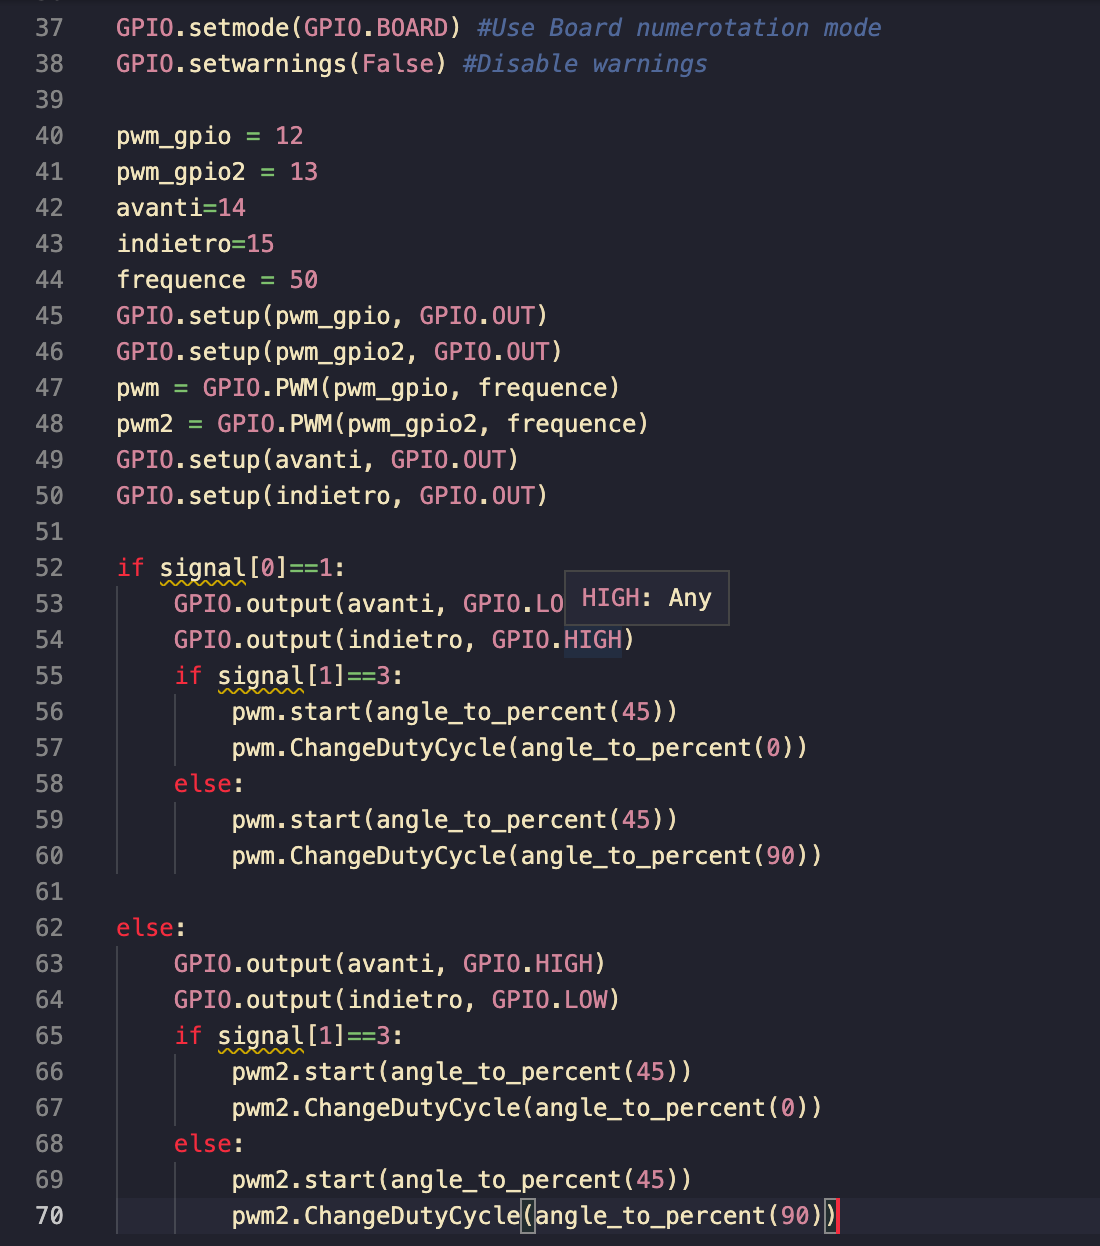 37 GPIO.setmode(GPIO.BOARD) #Use Board numerotation mode
38 GPIO.setwarnings(False) #Disable warnings
39
40 pwm_gpio = 12
41 pwm_gpio2 = 13
42 avanti=14
43 indietro=15
44 frequence = 50
45 GPIO.setup(pwm_gpio, GPIO.OUT)
46 GPIO.setup(pwm_gpio2, GPIO.OUT)
47 pwm = GPIO.PWM(pwm_gpio, frequence)
48 pwm2 = GPIO.PWM(pwm_gpio2, frequence)
49 GPIO.setup(avanti, GPIO.OUT)
50 GPIO.setup(indietro, GPIO.OUT)
51
52 if signal[0]==1:
53     GPIO.output(avanti, GPIO.LO HIGH: Any
54     GPIO.output(indietro, GPIO.HIGH)
55     if signal[1]==3:
56         pwm.start(angle_to_percent(45))
57         pwm.ChangeDutyCycle(angle_to_percent(0))
58     else:
59         pwm.start(angle_to_percent(45))
60         pwm.ChangeDutyCycle(angle_to_percent(90))
61
62 else:
63     GPIO.output(avanti, GPIO.HIGH)
64     GPIO.output(indietro, GPIO.LOW)
65     if signal[1]==3:
66         pwm2.start(angle_to_percent(45))
67         pwm2.ChangeDutyCycle(angle_to_percent(0))
68     else:
69         pwm2.start(angle_to_percent(45))
70         pwm2.ChangeDutyCycle(angle_to_percent(90))